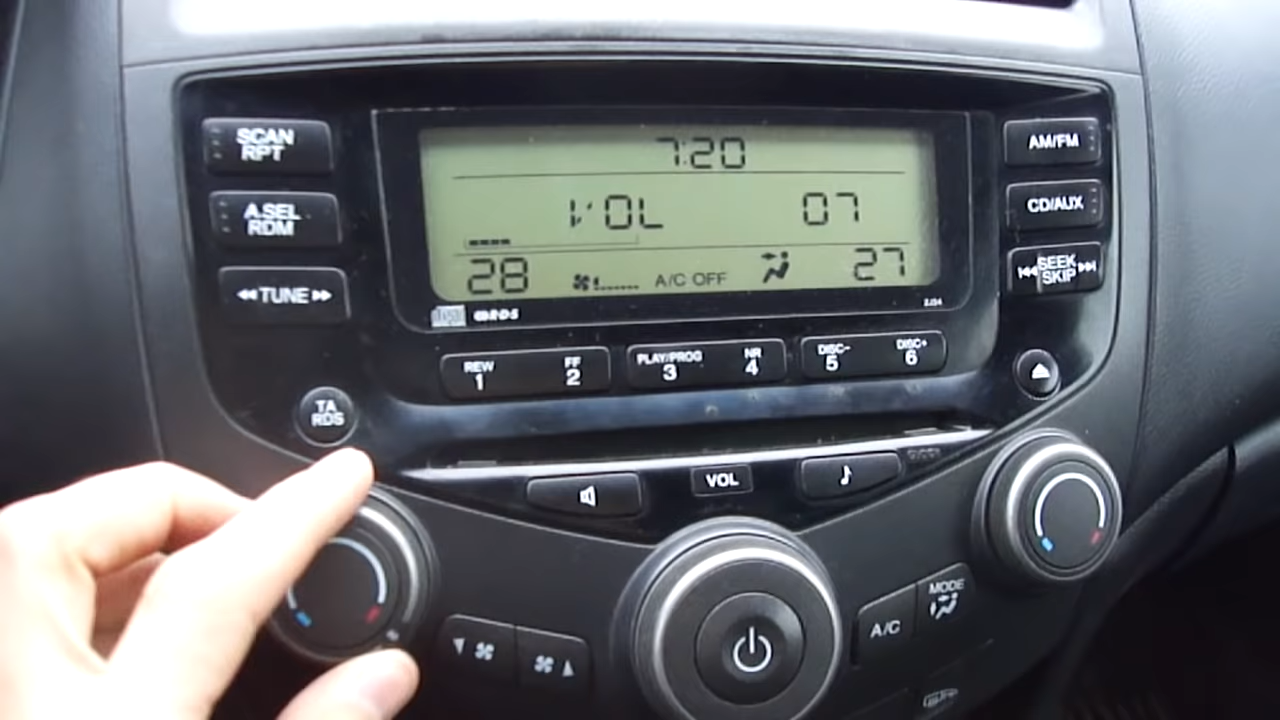 SCAN
RPT
A.SEL
RDM
TUNE
7:20
VOL 07
28 A/C OFF 27
RDS
AM/FM
CD/AUX
SEEK
SKIP
REW
1
FF
2
PLAY/PROG
3
NR
4
DISC-
5
DISC+
6
TA
RDS
VOL
MODE
A/C